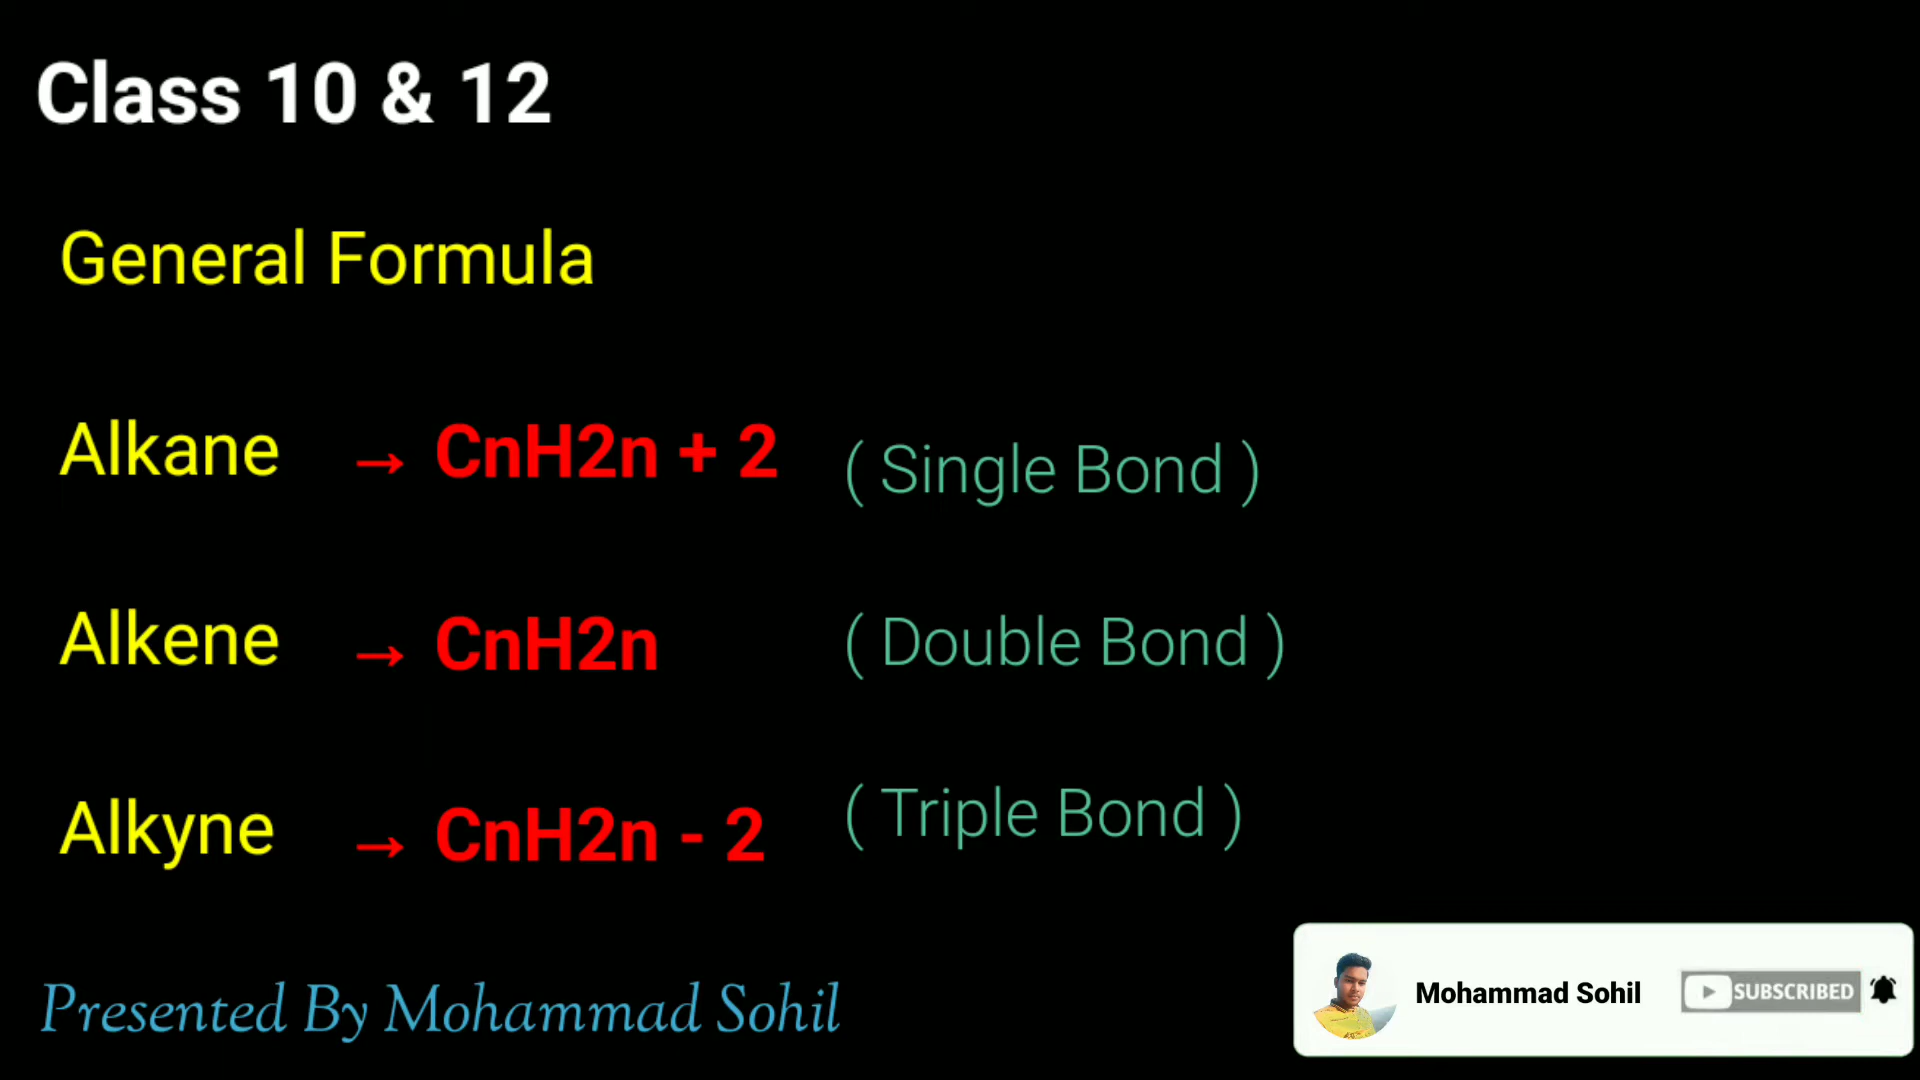 Class 10 & 12
General Formula
Alkane → CnH2n + 2 ( Single Bond )
Alkene → CnH2n ( Double Bond )
Alkyne → CnH2n - 2 ( Triple Bond )
Presented By Mohammad Sohil
Mohammad Sohil SUBSCRIBED